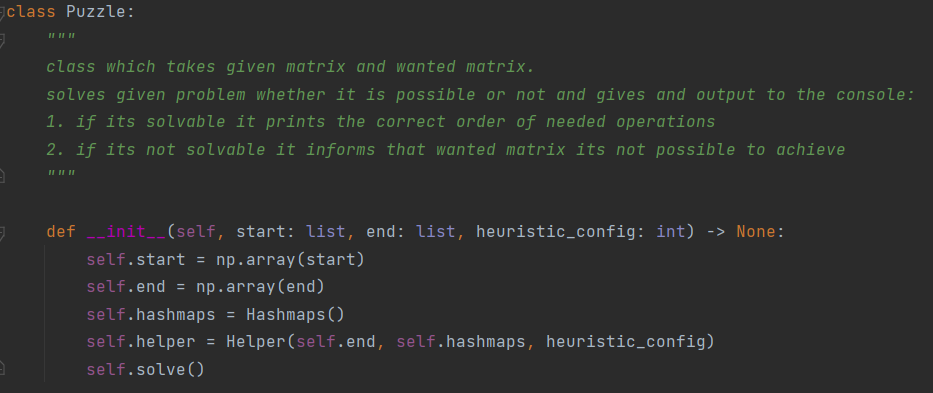 class Puzzle:
    """
    class which takes given matrix and wanted matrix.
    solves given problem whether it is possible or not and gives and output to the console:
    1. if its solvable it prints the correct order of needed operations
    2. if its not solvable it informs that wanted matrix its not possible to achieve
    """
    def __init__(self, start: list, end: list, heuristic_config: int) -> None:
        self.start = np.array(start)
        self.end = np.array(end)
        self.hashmaps = Hashmaps()
        self.helper = Helper(self.end, self.hashmaps, heuristic_config)
        self.solve()